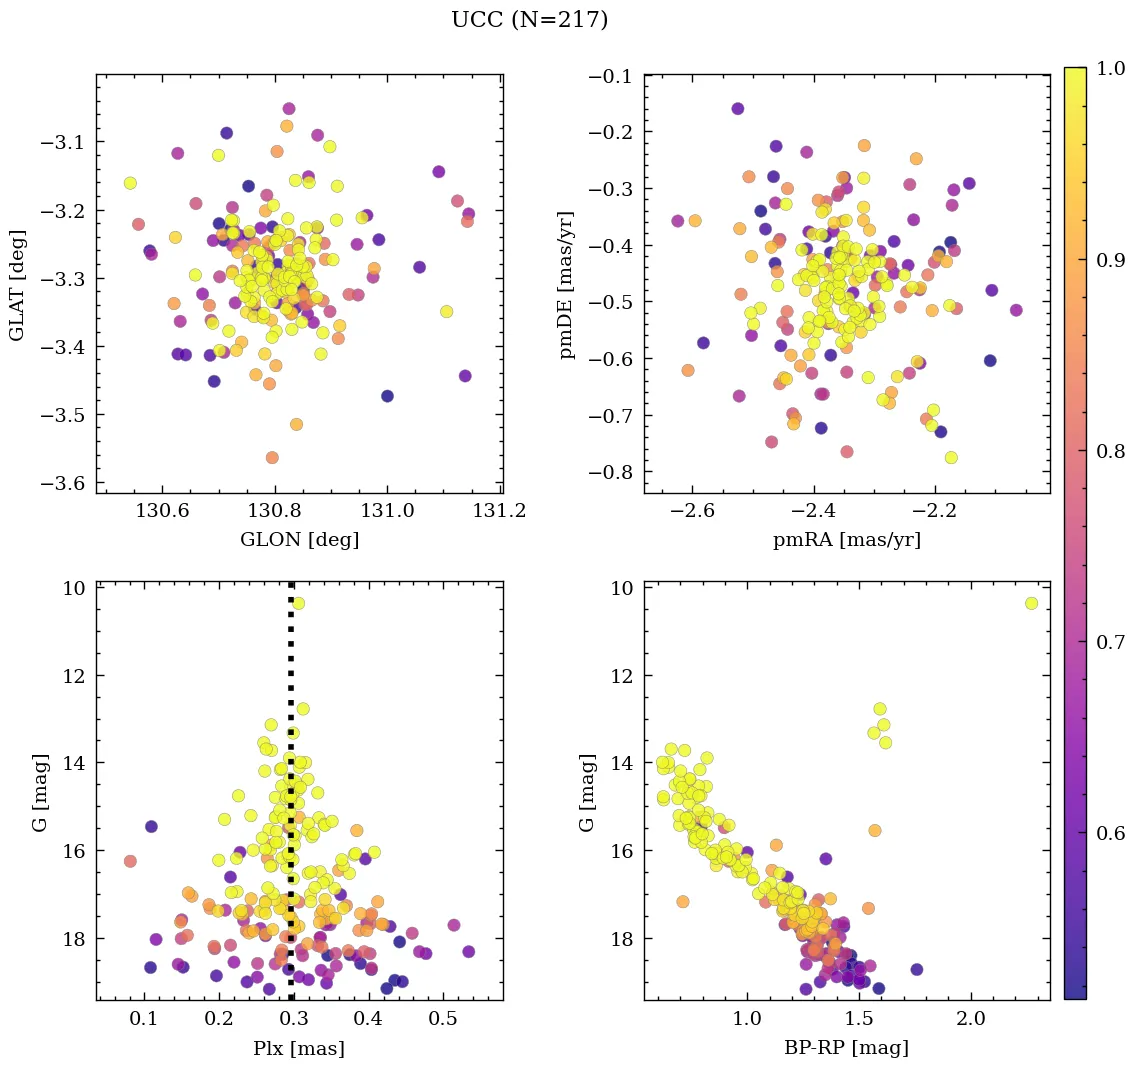 UCC (N=217)
−3.1
−3.2
−3.3
−3.4
−3.5
−3.6
GLAT [deg]
130.6 130.8 131.0 131.2
GLON [deg]
−0.1
−0.2
−0.3
−0.4
−0.5
−0.6
−0.7
−0.8
pmDE [mas/yr]
−2.6 −2.4 −2.2
pmRA [mas/yr]
10
12
14
16
18
G [mag]
0.1 0.2 0.3 0.4 0.5
Plx [mas]
10
12
14
16
18
G [mag]
1.0 1.5 2.0
BP-RP [mag]
1.0
0.9
0.8
0.7
0.6